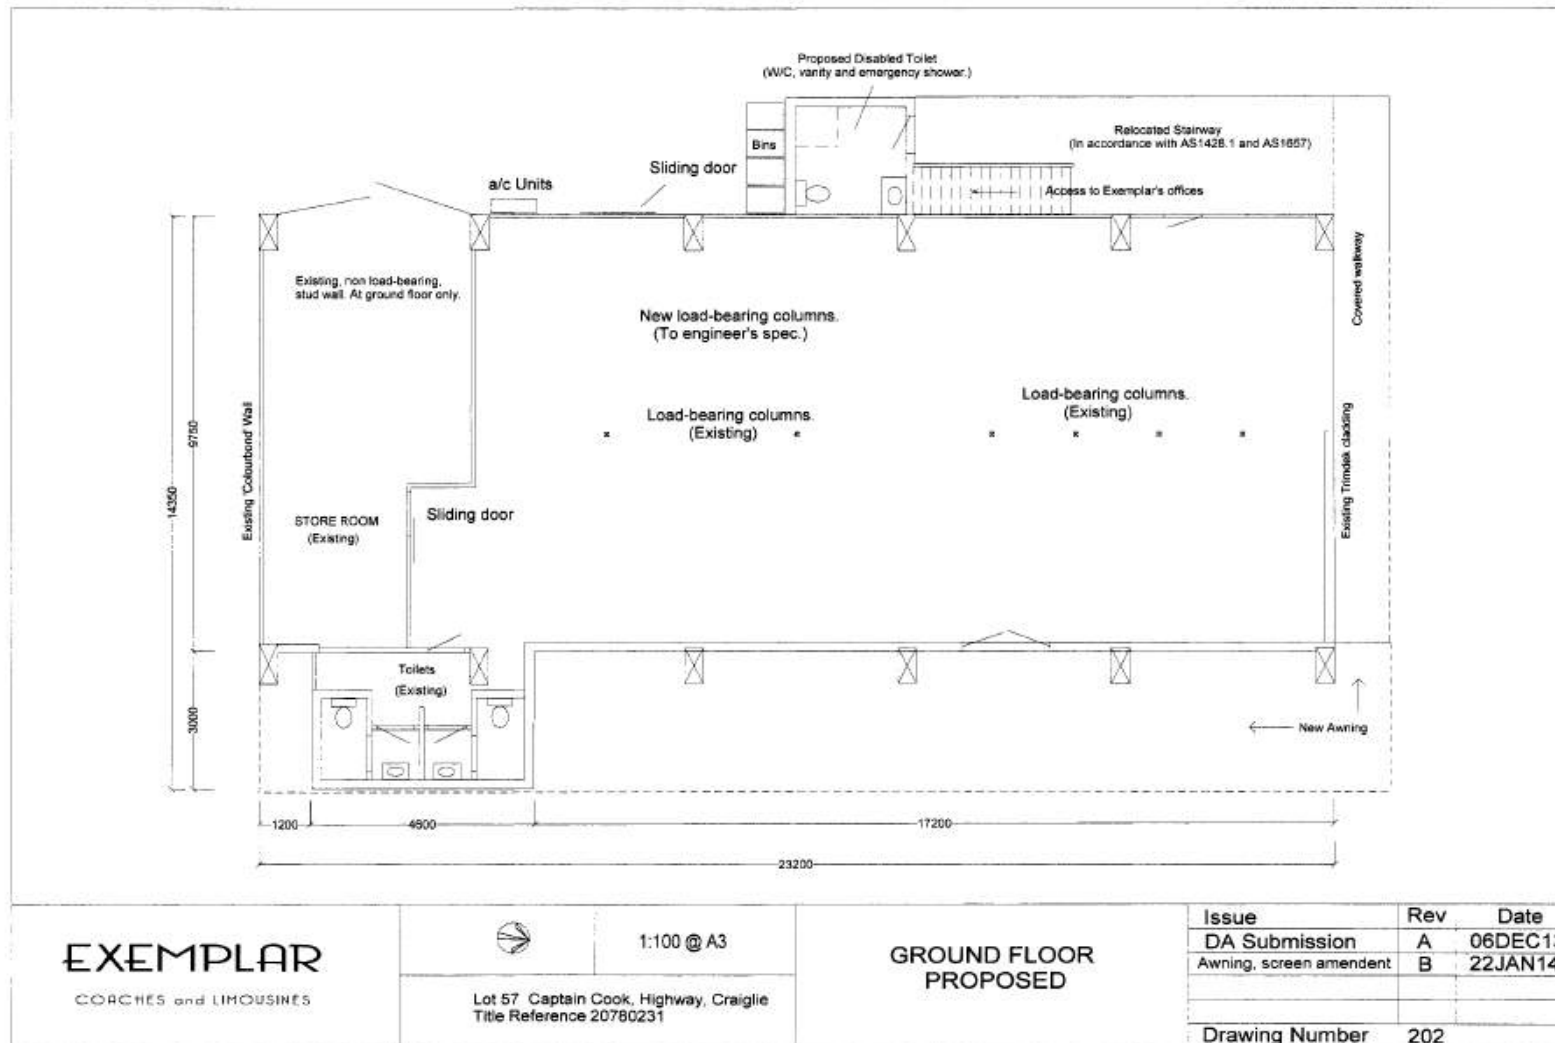 Proposed Disabled Toilet
(W/C, vanity and emergency shower.)
Relocated Stairway
(In accordance with AS1428.1 and AS1657)
Bins
Sliding door
a/c Units
Access to Exemplar's offices
Covered walkway
Existing, non load-bearing,
stud wall. At ground floor only.
New load-bearing columns.
(To engineer's spec.)
Load-bearing columns.
(Existing)
Load-bearing columns.
(Existing)
Existing 'Colourbond' Wall
Existing Trimdek cladding
9750
14350
STORE ROOM
(Existing)
Sliding door
Toilets
(Existing)
3000
New Awning
1200
4800
17200
23200
EXEMPLAR
COACHES and LIMOUSINES
1:100 @ A3
Lot 57 Captain Cook, Highway, Craiglie
Title Reference 20780231
GROUND FLOOR
PROPOSED
Issue Rev Date
DA Submission A 06DEC13
Awning, screen amendent B 22JAN14
Drawing Number 202